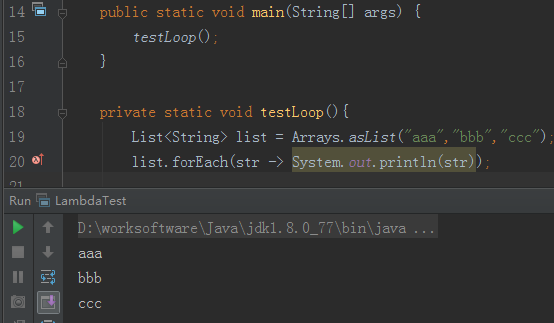 14 public static void main(String[] args) {
15 testLoop();
16 }
17
18 private static void testLoop(){
19 List<String> list = Arrays.asList("aaa","bbb","ccc");
20 list.forEach(str -> System.out.println(str));
21
Run LambdaTest
D:\worksoftware\Java\jdk1.8.0_77\bin\java ...
aaa
bbb
ccc